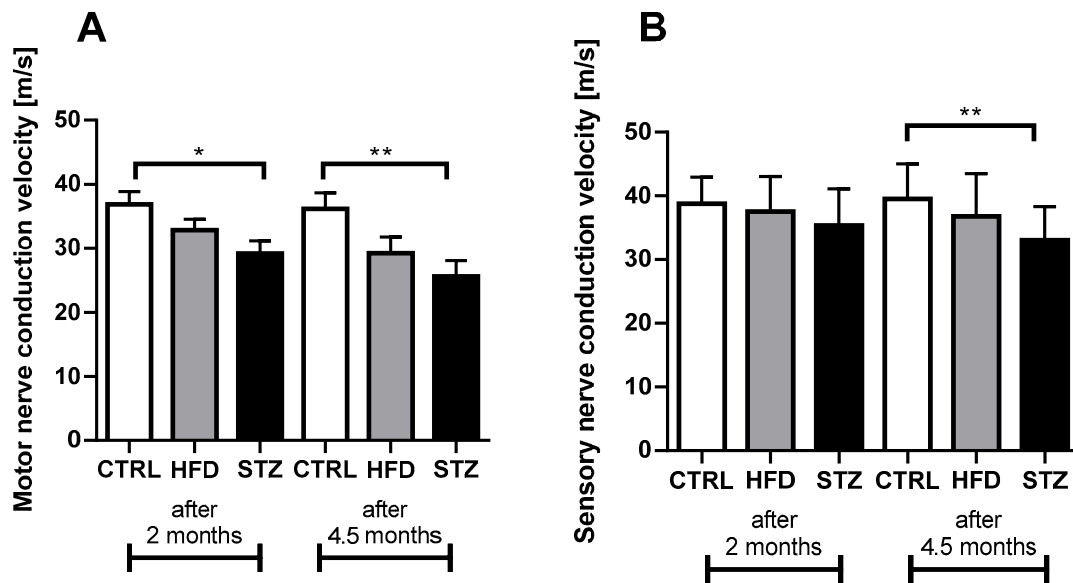 A
Motor nerve conduction velocity [m/s]
50
40
30
20
10
0
*
**
CTRL HFD STZ CTRL HFD STZ
after
2 months
after
4.5 months
B
Sensory nerve conduction velocity [m/s]
50
40
30
20
10
0
**
CTRL HFD STZ CTRL HFD STZ
after
2 months
after
4.5 months